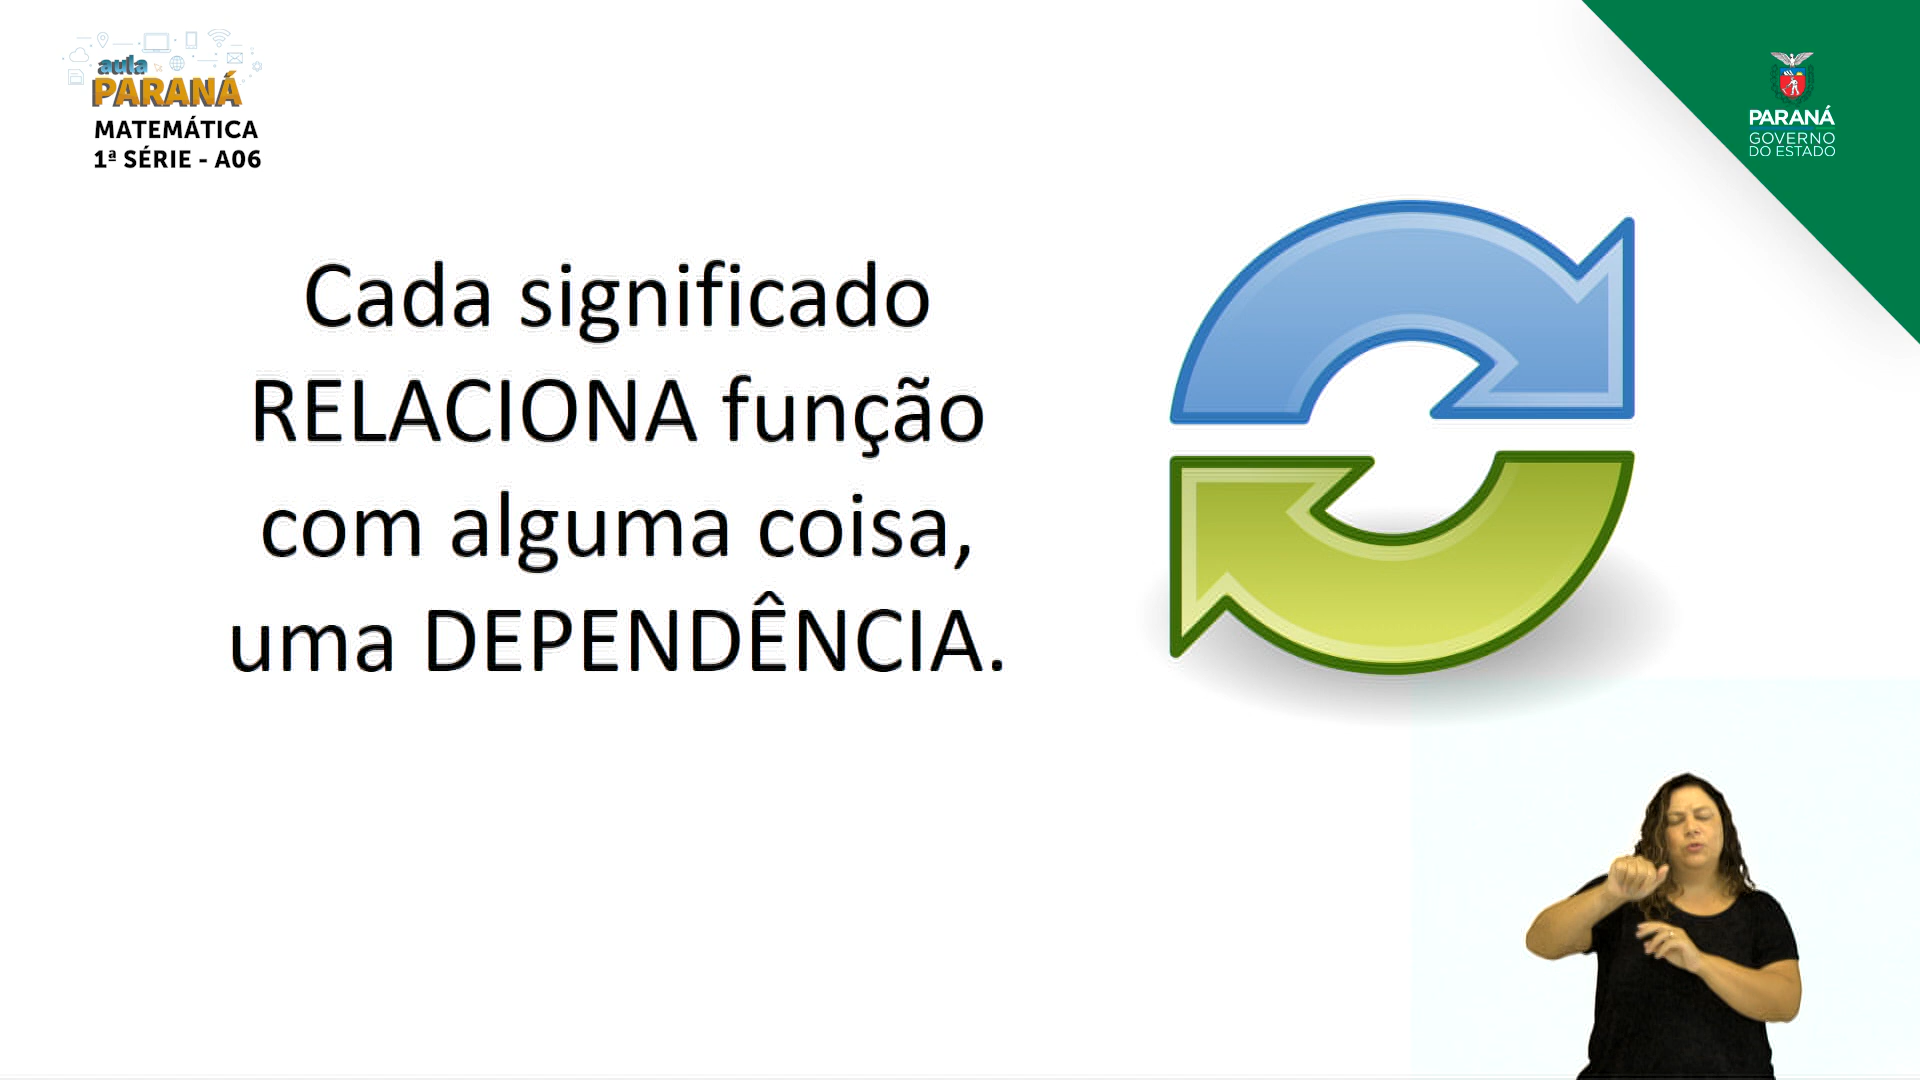 aula
PARANÁ
MATEMÁTICA
1ª SÉRIE - A06
PARANÁ
GOVERNO
DO ESTADO
Cada significado
RELACIONA função
com alguma coisa,
uma DEPENDÊNCIA.